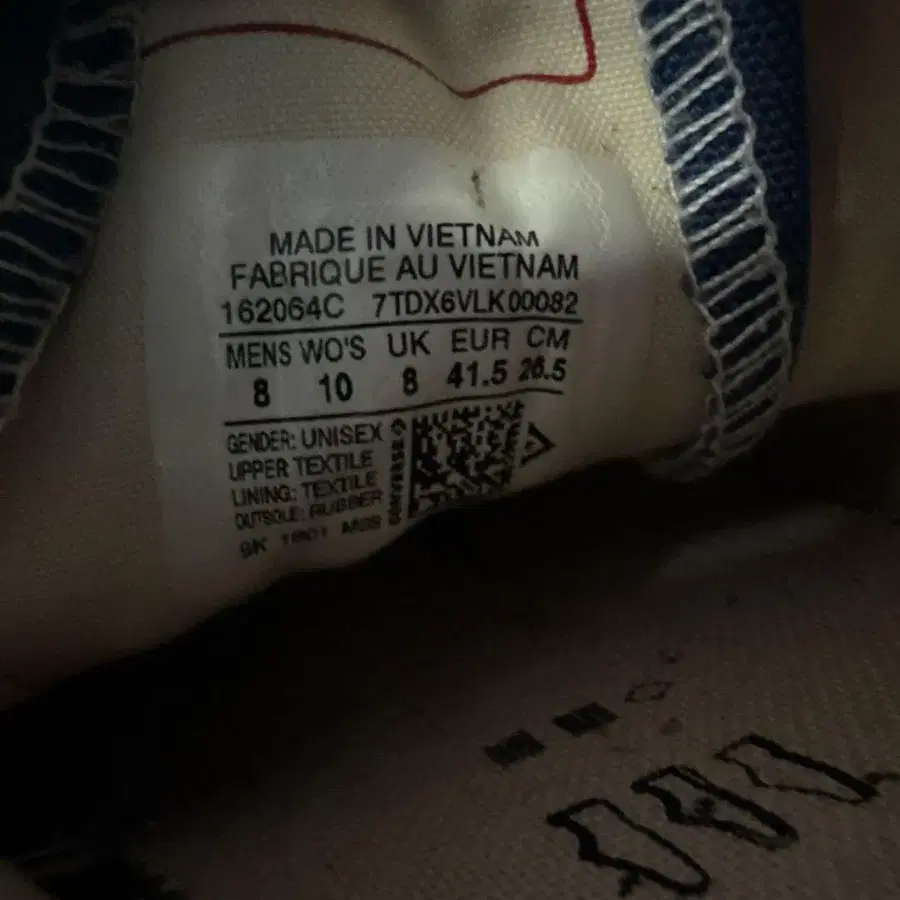 MADE IN VIETNAM
FABRIQUE AU VIETNAM
162064C 7TDX6VLK00082
MENS WO'S UK EUR CM
8 10 8 41.5 26.5
GENDER: UNISEX
UPPER TEXTILE
LINING: TEXTILE
OUTSOLE: RUBBER
CONVERSE